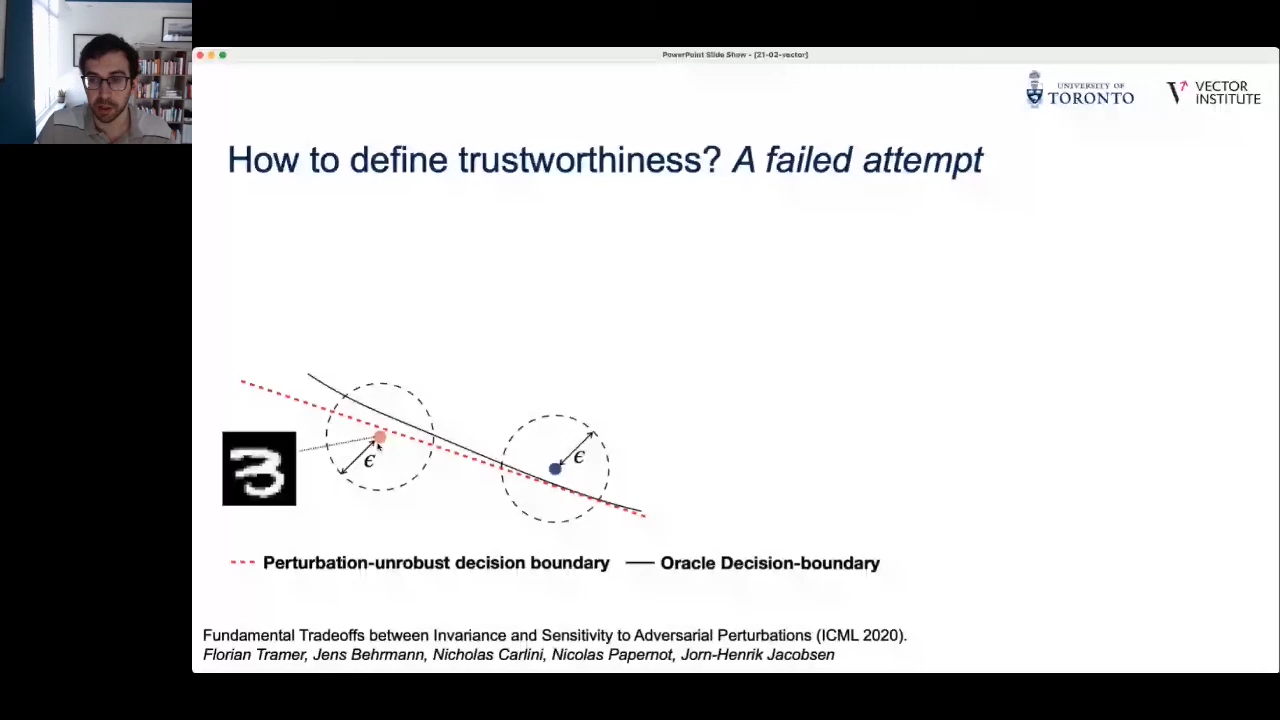 PowerPoint Slide Show - [21-02-vector]
UNIVERSITY OF
TORONTO
VECTOR
INSTITUTE
How to define trustworthiness? A failed attempt
ϵ
ϵ
3
Perturbation-unrobust decision boundary
Oracle Decision-boundary
Fundamental Tradeoffs between Invariance and Sensitivity to Adversarial Perturbations (ICML 2020).
Florian Tramer, Jens Behrmann, Nicholas Carlini, Nicolas Papernot, Jorn-Henrik Jacobsen